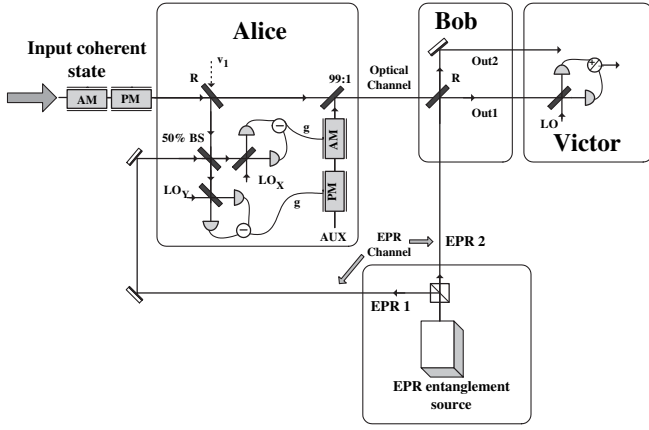 Alice
Bob
Input coherent
state
v1
R
99:1
Optical
Channel
R
Out2
AM
PM
Out1
50% BS
g
AM
LO
Victor
LOX
LOY
g
PM
AUX
EPR
Channel
EPR 2
EPR 1
EPR entanglement
source